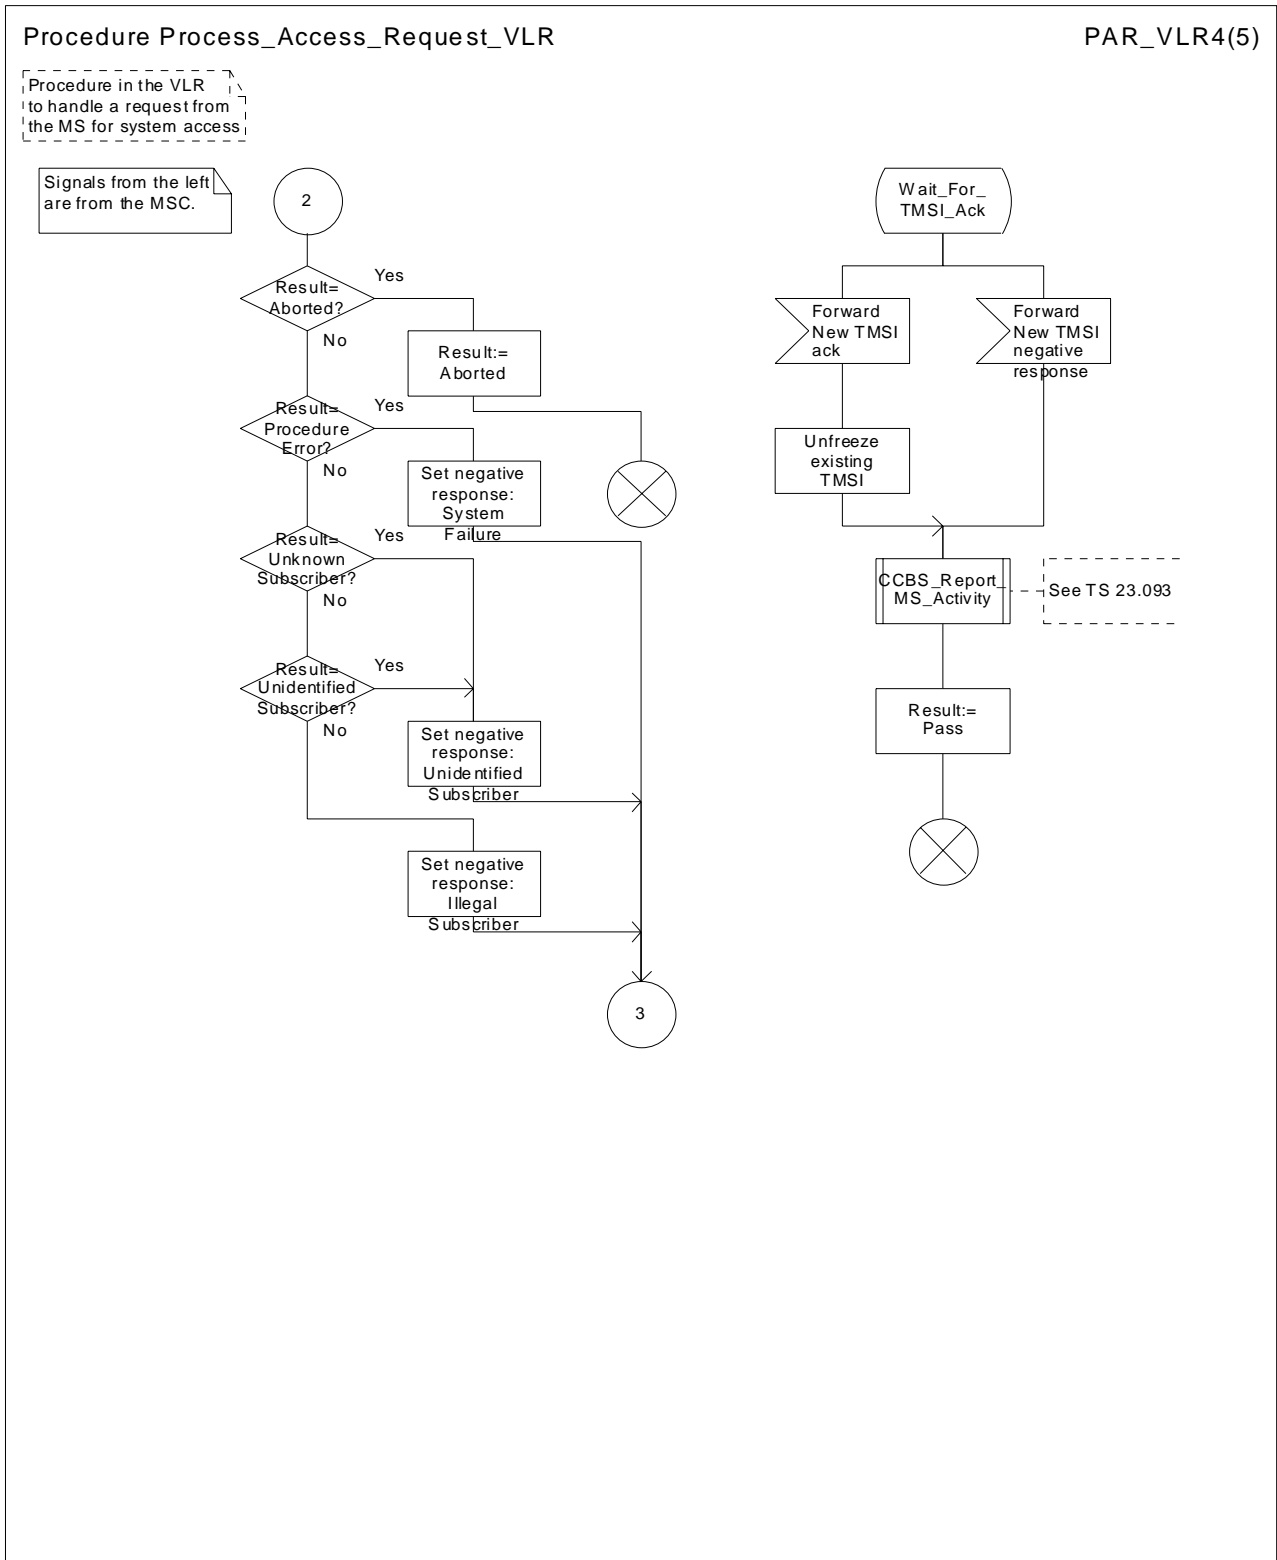 Procedure Process_Access_Request_VLR
PAR_VLR4(5)
Procedure in the VLR
to handle a request from
the MS for system access
Signals from the left
are from the MSC.
2
Result=
Aborted?
Yes
No
Result:=
Aborted
Result=
Procedure
Error?
Yes
No
Set negative
response:
System
Failure
Result=
Unknown
Subscriber?
Yes
No
Result=
Unidentified
Subscriber?
Yes
No
Set negative
response:
Unidentified
Subscriber
Set negative
response:
Illegal
Subscriber
3
Wait_For_
TMSI_Ack
Forward
New TMSI
ack
Forward
New TMSI
negative
response
Unfreeze
existing
TMSI
CCBS_Report_
MS_Activity
See TS 23.093
Result:=
Pass